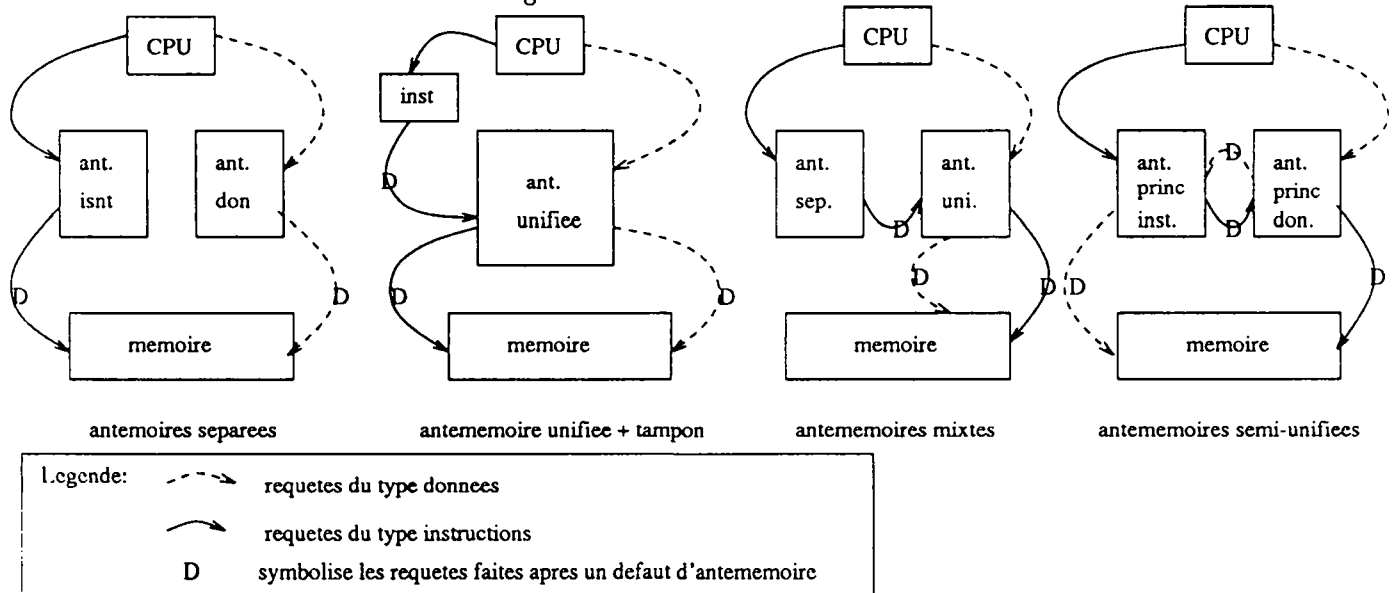 CPU
ant.
isnt
ant.
don
D
D
memoire
antemoires separees
CPU
inst
D
ant.
unifiee
D
D
memoire
antememoire unifiee + tampon
CPU
ant.
sep.
ant.
uni.
D
D
D
memoire
antememoires mixtes
CPU
ant.
princ
inst.
D
D
ant.
princ
don.
D
D
memoire
antememoires semi-unifiees
Legende:
requetes du type donnees
requetes du type instructions
D symbolise les requetes faites apres un defaut d'antememoire